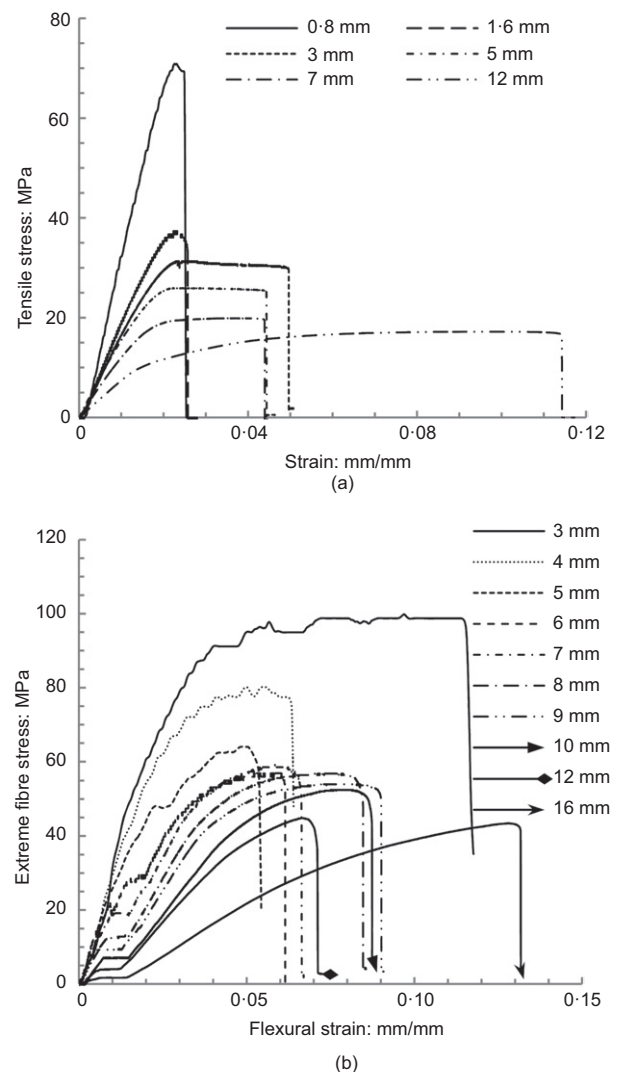 80
0·8 mm 1·6 mm
3 mm 5 mm
7 mm 12 mm
60
40
20
0
Tensile stress: MPa
0 0·04 0·08 0·12
Strain: mm/mm
(a)
120
100
80
60
40
20
0
Extreme fibre stress: MPa
3 mm
4 mm
5 mm
6 mm
7 mm
8 mm
9 mm
10 mm
12 mm
16 mm
0 0·05 0·10 0·15
Flexural strain: mm/mm
(b)